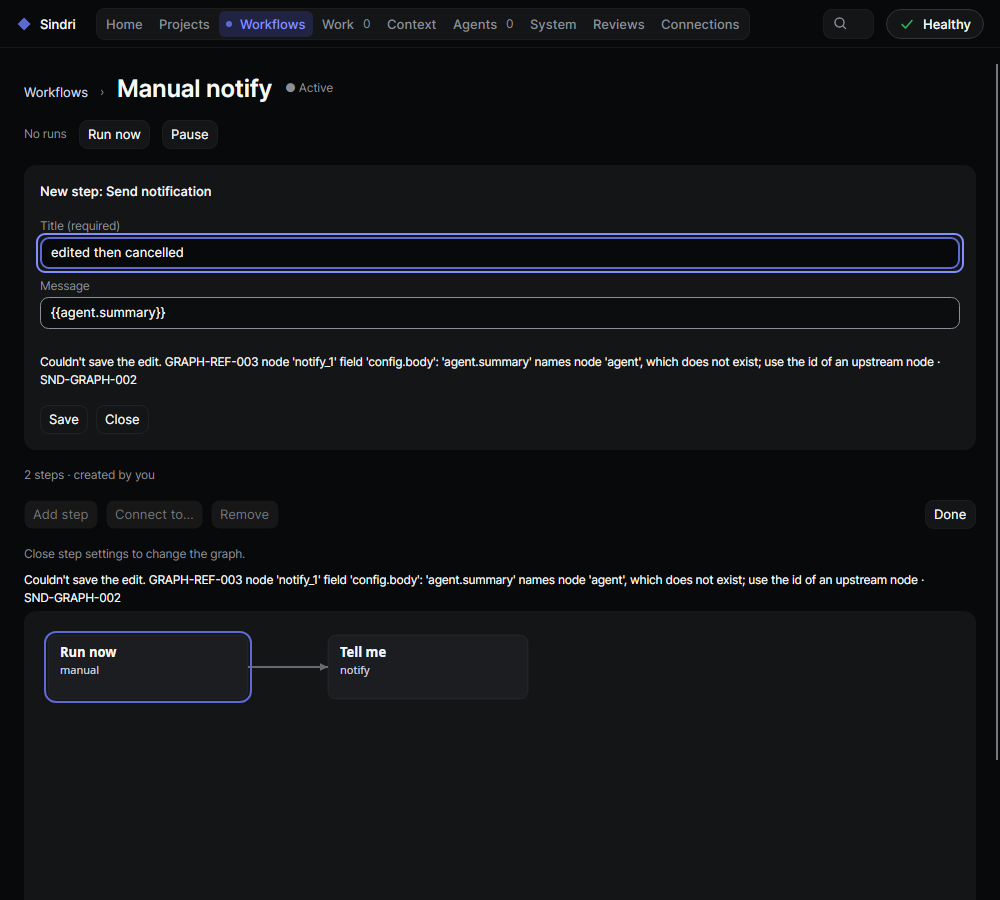 Sindri Home Projects Workflows Work 0 Context Agents 0 System Reviews Connections Healthy
Workflows › Manual notify Active
No runs Run now Pause
New step: Send notification
Title (required)
edited then cancelled
Message
{{agent.summary}}
Couldn't save the edit. GRAPH-REF-003 node 'notify_1' field 'config.body': 'agent.summary' names node 'agent', which does not exist; use the id of an upstream node ·
SND-GRAPH-002
Save Close
2 steps · created by you
Add step Connect to... Remove Done
Close step settings to change the graph.
Couldn't save the edit. GRAPH-REF-003 node 'notify_1' field 'config.body': 'agent.summary' names node 'agent', which does not exist; use the id of an upstream node ·
SND-GRAPH-002
Run now Tell me
manual notify